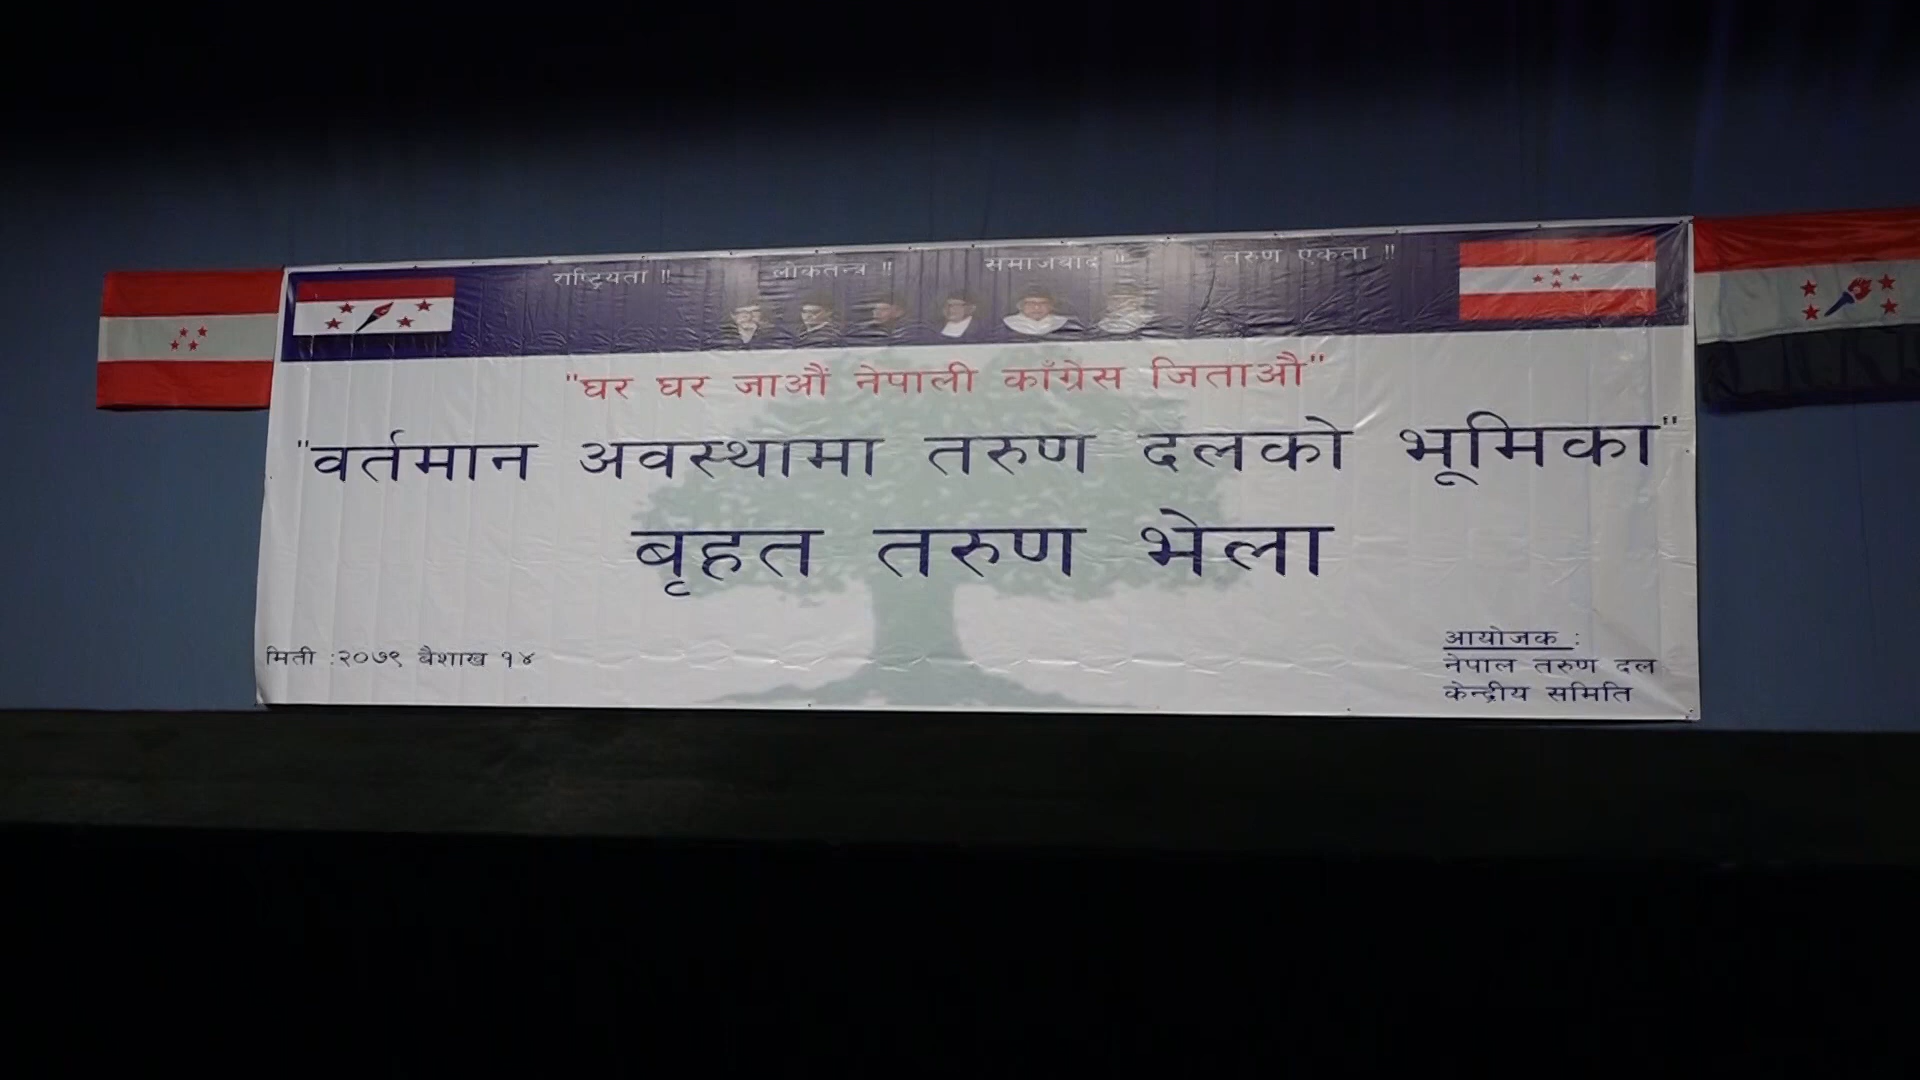 राष्ट्रियता !! लोकतन्त्र !! समाजवाद !! तरुण एकता !!
"घर घर जाऔं नेपाली काँग्रेस जिताऔ"
"वर्तमान अवस्थामा तरुण दलको भूमिका"
बृहत तरुण भेला
मिती :२०७९ वैशाख १४
आयोजक :
नेपाल तरुण दल
केन्द्रीय समिति